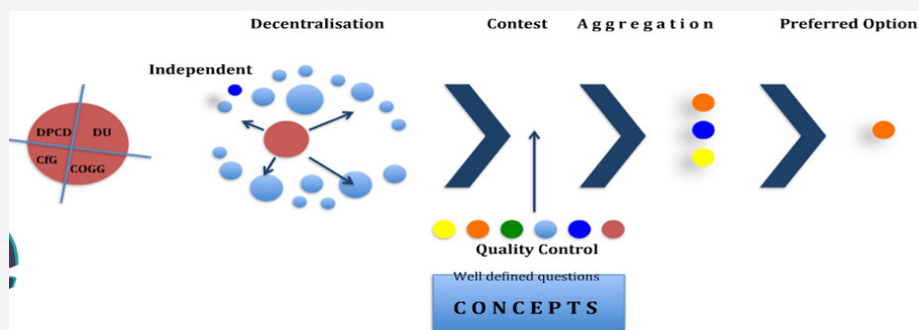 Decentralisation
Contest
Aggregation
Preferred Option
Independent
DPCD
DU
CfG
COGG
Quality Control
Well defined questions
CONCEPTS